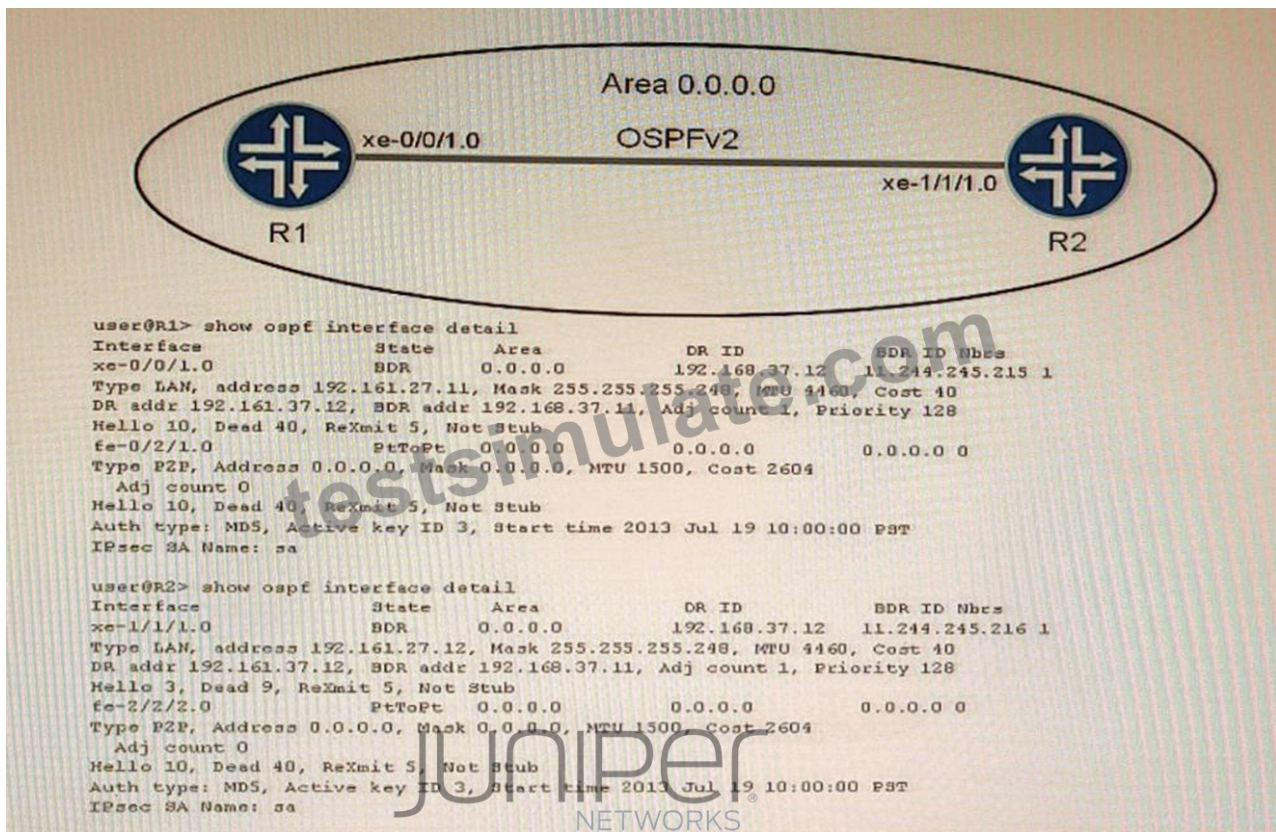 Area 0.0.0.0
xe-0/0/1.0
OSPFv2
xe-1/1/1.0
R1
R2
user@R1> show ospf interface detail
Interface State Area DR ID BDR ID Nbrs
xe-0/0/1.0 BDR 0.0.0.0 192.168.37.12 11.244.245.215 1
Type LAN, address 192.161.27.11, Mask 255.255.255.248, MTU 4460, Cost 40
DR addr 192.161.37.12, BDR addr 192.168.37.11, Adj count 1, Priority 128
Hello 10, Dead 40, ReXmit 5, Not Stub
fe-0/2/1.0 PtToPt 0.0.0.0 0.0.0.0 0.0.0.0 0
Type P2P, Address 0.0.0.0, Mask 0.0.0.0, MTU 1500, Cost 2604
Adj count 0
Hello 10, Dead 40, ReXmit 5, Not Stub
Auth type: MD5, Active key ID 3, Start time 2013 Jul 19 10:00:00 PST
IPsec SA Name: sa
user@R2> show ospf interface detail
Interface State Area DR ID BDR ID Nbrs
xe-1/1/1.0 BDR 0.0.0.0 192.168.37.12 11.244.245.216 1
Type LAN, address 192.161.27.12, Mask 255.255.255.248, MTU 4460, Cost 40
DR addr 192.161.37.12, BDR addr 192.168.37.11, Adj count 1, Priority 128
Hello 3, Dead 9, ReXmit 5, Not Stub
fe-2/2/2.0 PtToPt 0.0.0.0 0.0.0.0 0.0.0.0 0
Type P2P, Address 0.0.0.0, Mask 0.0.0.0, MTU 1500, Cost 2604
Adj count 0
Hello 10, Dead 40, ReXmit 5, Not Stub
Auth type: MD5, Active key ID 3, Start time 2013 Jul 19 10:00:00 PST
IPsec SA Name: sa
testsimulate.com
JUNIPEr
NETWORKS